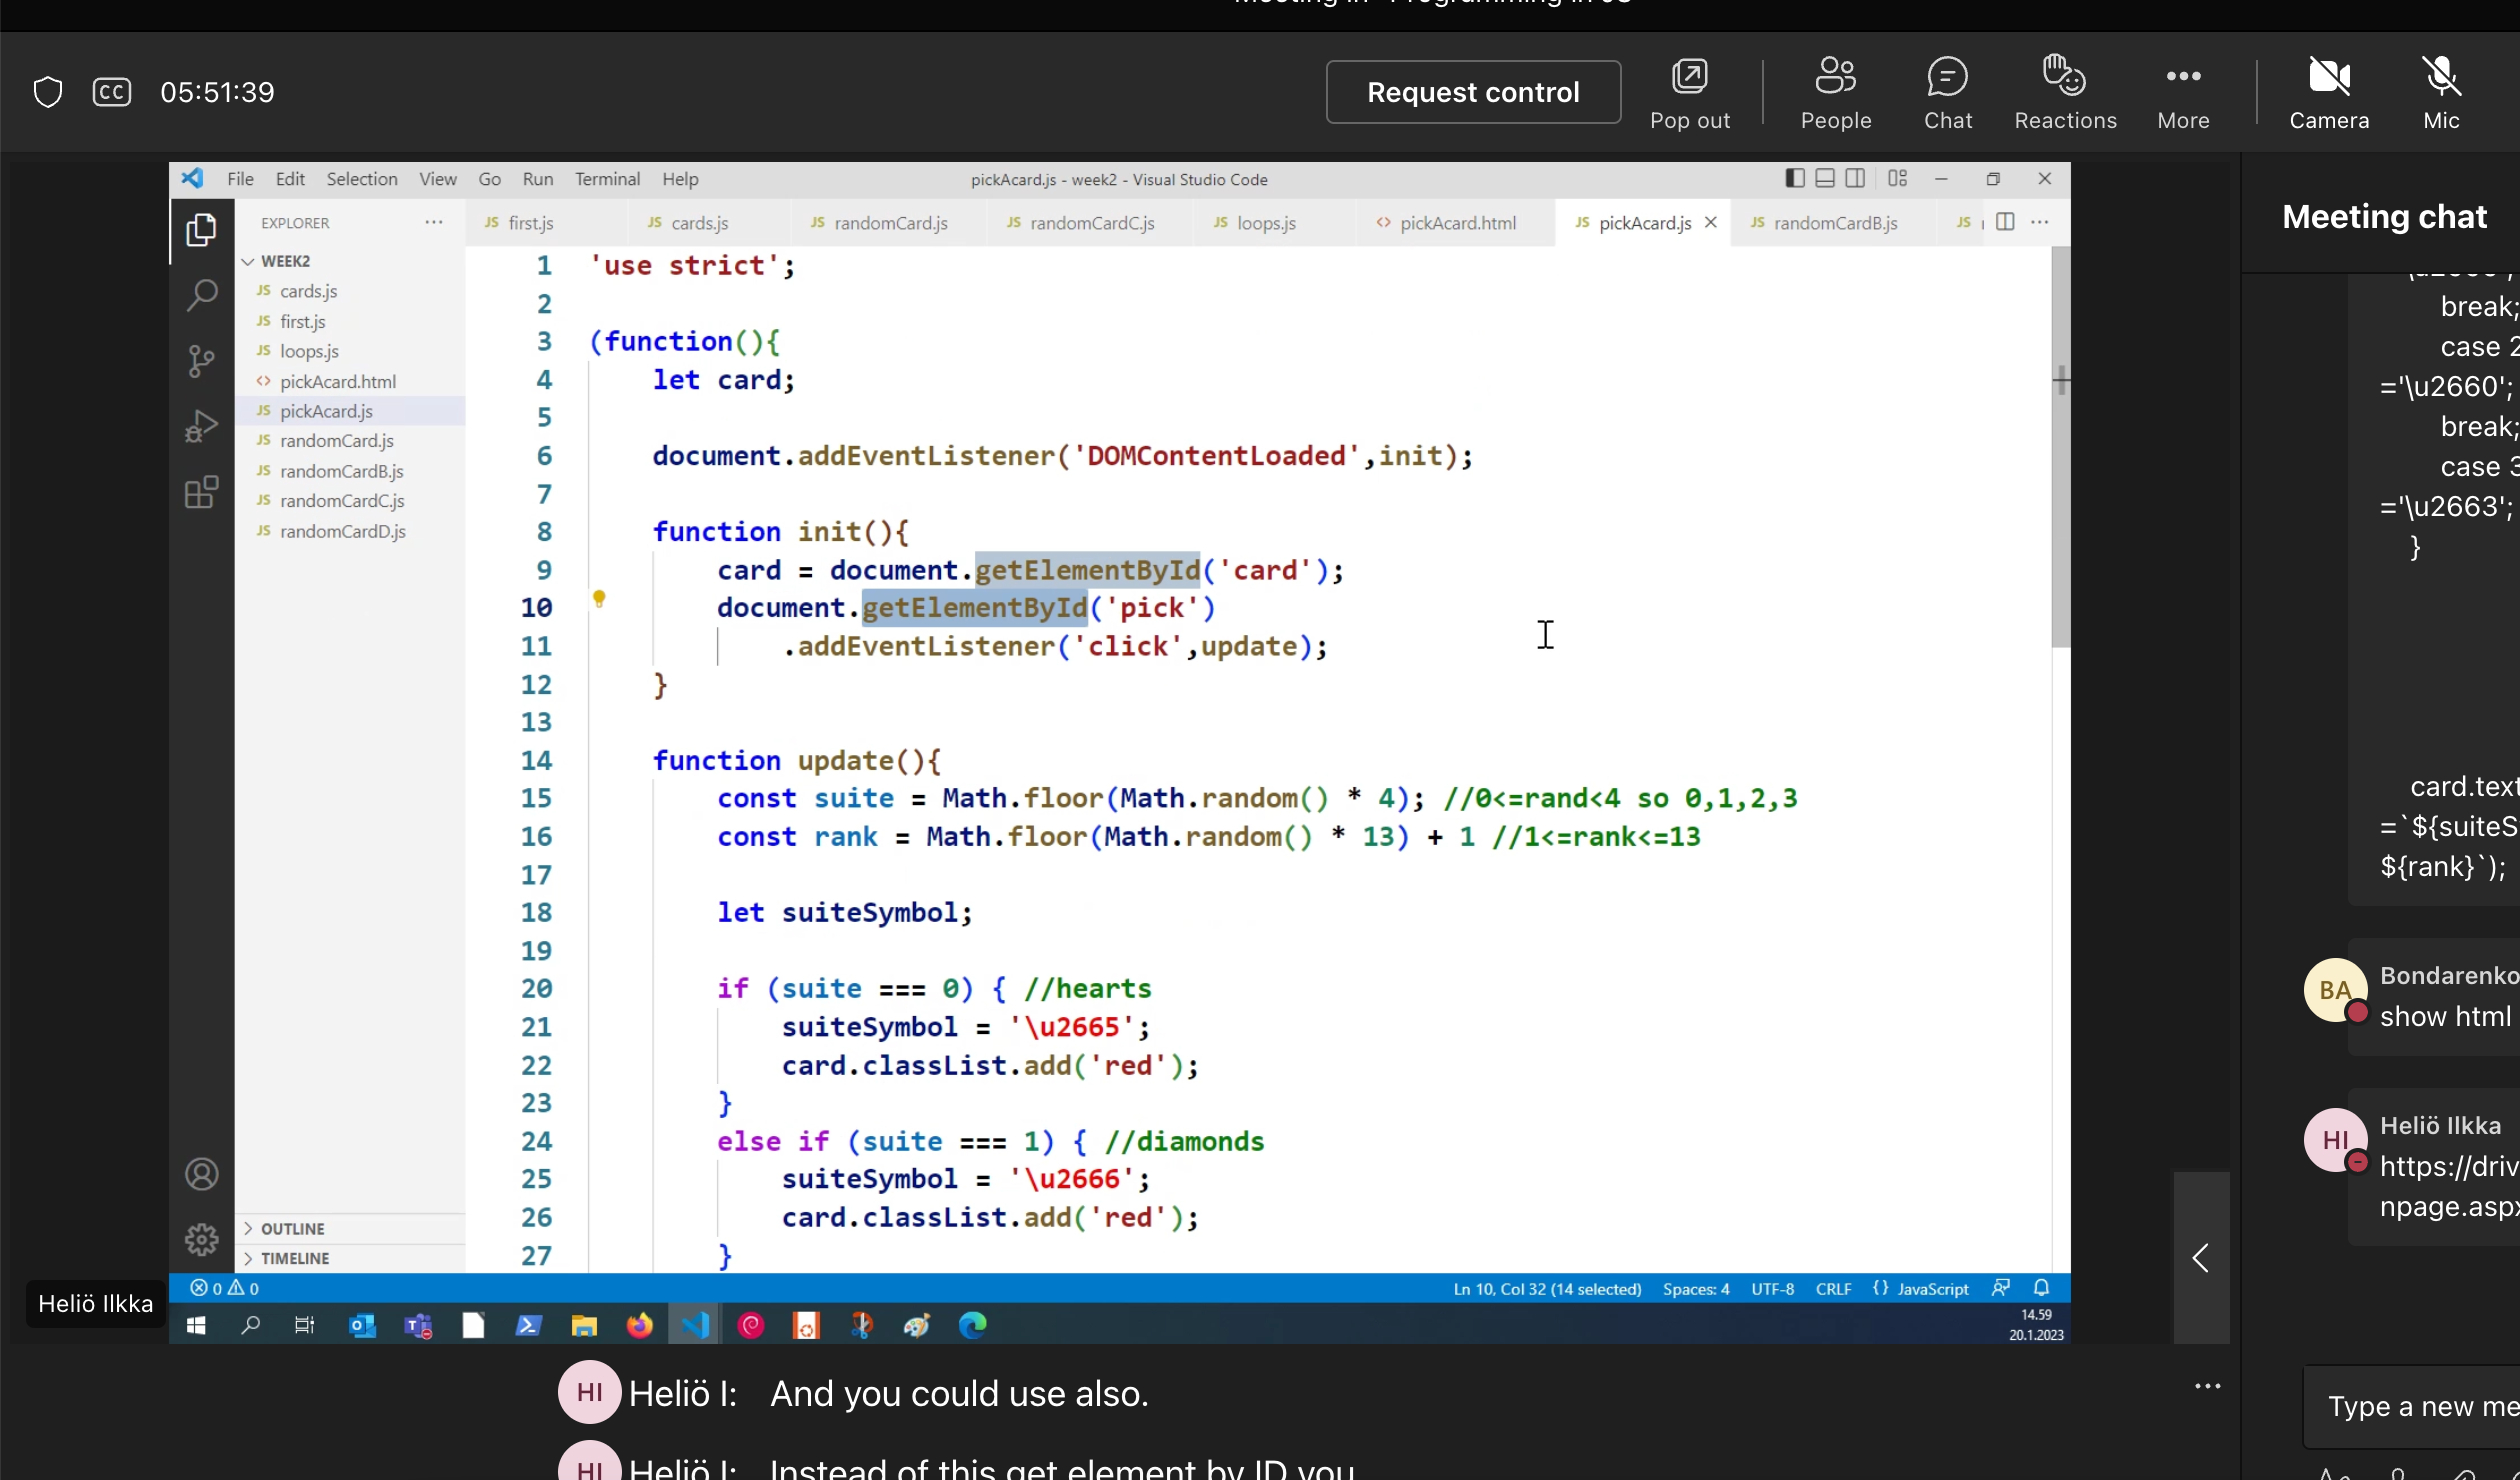 CC 05:51:39
Request control
Pop out
People
Chat
Reactions
More
Camera
Mic
File Edit Selection View Go Run Terminal Help
pickAcard.js - week2 - Visual Studio Code
EXPLORER
WEEK2
cards.js
first.js
loops.js
pickAcard.html
pickAcard.js
randomCard.js
randomCardB.js
randomCardC.js
randomCardD.js
OUTLINE
TIMELINE
JS first.js
JS cards.js
JS randomCard.js
JS randomCardC.js
JS loops.js
<> pickAcard.html
JS pickAcard.js
JS randomCardB.js
JS
1 'use strict';
2
3 (function(){
4 let card;
5
6 document.addEventListener('DOMContentLoaded',init);
7
8 function init(){
9 card = document.getElementById('card');
10 document.getElementById('pick')
11 .addEventListener('click',update);
12 }
13
14 function update(){
15 const suite = Math.floor(Math.random() * 4); //0<=rand<4 so 0,1,2,3
16 const rank = Math.floor(Math.random() * 13) + 1 //1<=rank<=13
17
18 let suiteSymbol;
19
20 if (suite === 0) { //hearts
21 suiteSymbol = '\u2665';
22 card.classList.add('red');
23 }
24 else if (suite === 1) { //diamonds
25 suiteSymbol = '\u2666';
26 card.classList.add('red');
27 }
0 0
Ln 10, Col 32 (14 selected) Spaces: 4 UTF-8 CRLF {} JavaScript
14.59
20.1.2023
Heliö Ilkka
HI Heliö I: And you could use also.
HI Heliö I: Instead of this get element by ID you
Meeting chat
break;
case 2
='\u2660';
break;
case 3
='\u2663';
}
card.text
=`${suiteS
${rank}`);
BA Bondarenko
show html
HI Heliö Ilkka
https://driv
npage.aspx
Type a new me